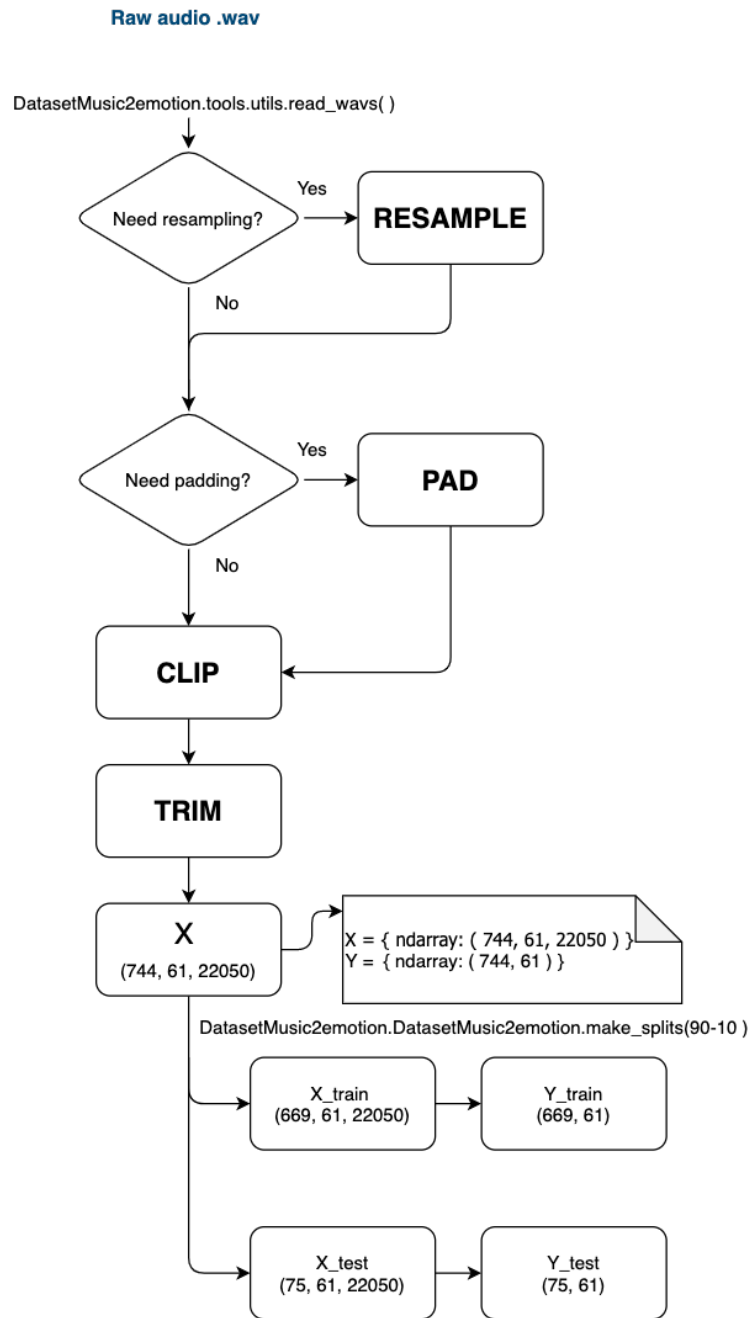 Raw audio .wav
DatasetMusic2emotion.tools.utils.read_wavs( )
Need resampling?
Yes
RESAMPLE
No
Need padding?
Yes
PAD
No
CLIP
TRIM
X
(744, 61, 22050)
X = { ndarray: ( 744, 61, 22050 ) }
Y = { ndarray: ( 744, 61 ) }
DatasetMusic2emotion.DatasetMusic2emotion.make_splits(90-10 )
X_train
(669, 61, 22050)
Y_train
(669, 61)
X_test
(75, 61, 22050)
Y_test
(75, 61)